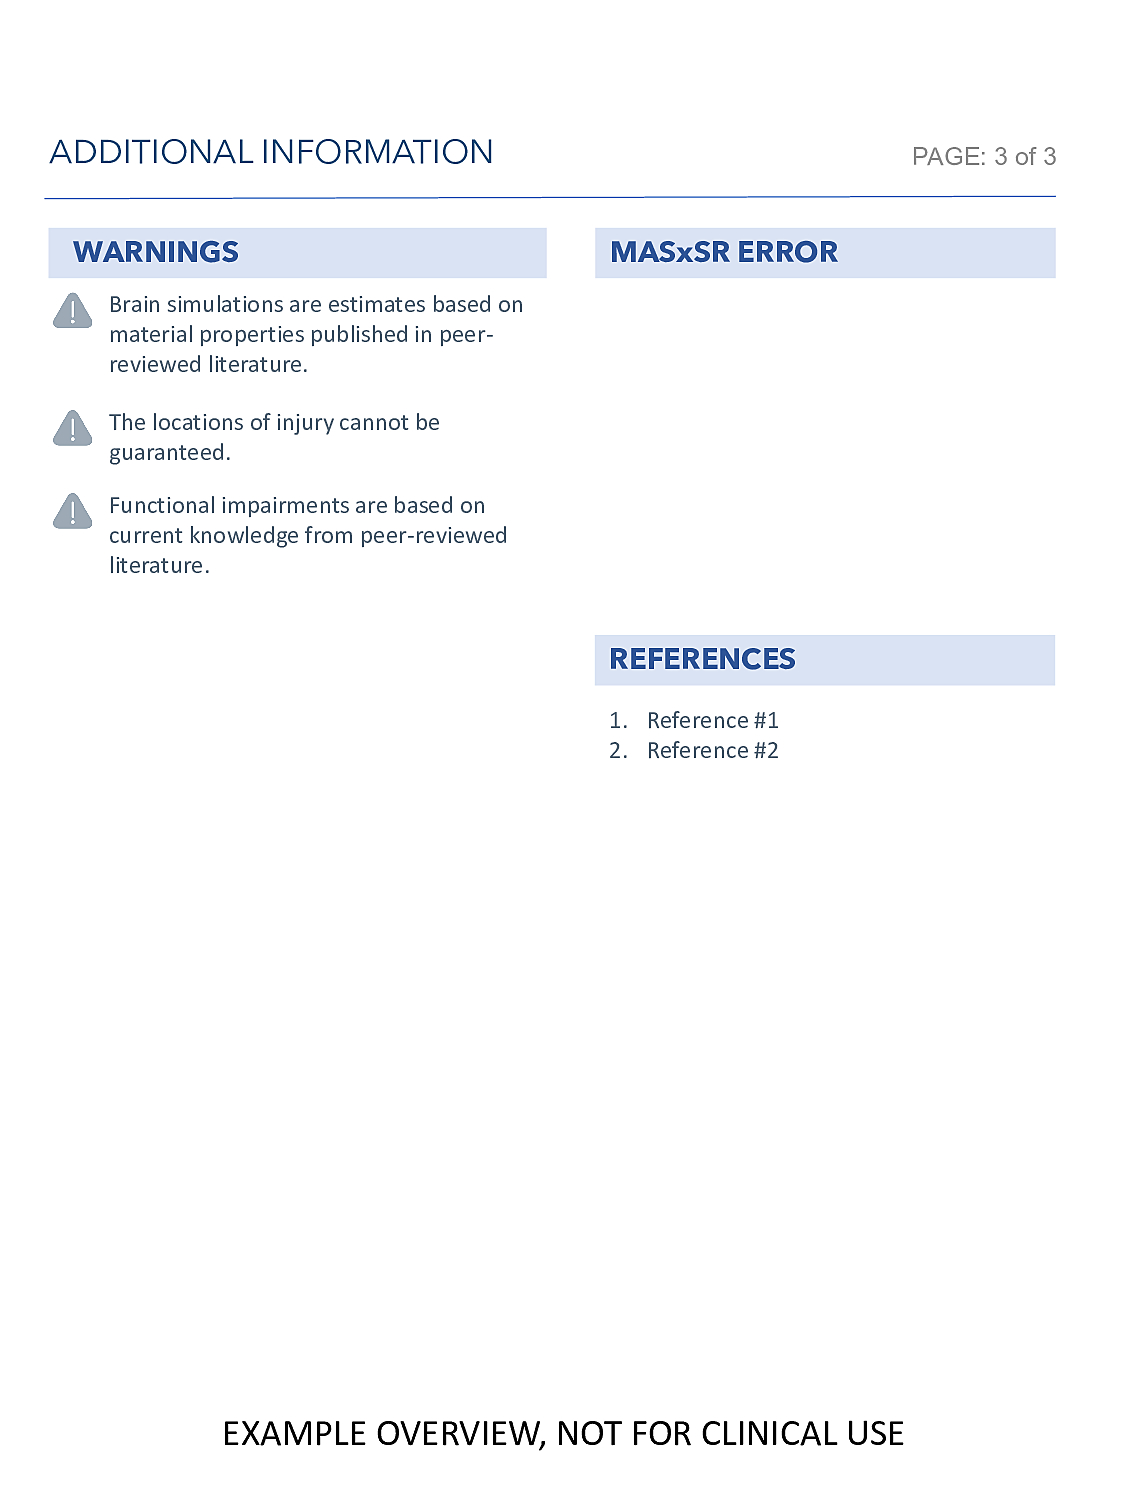 ADDITIONAL INFORMATION
PAGE: 3 of 3
WARNINGS
Brain simulations are estimates based on
material properties published in peer-
reviewed literature.
The locations of injury cannot be
guaranteed.
Functional impairments are based on
current knowledge from peer-reviewed
literature.
MASxSR ERROR
REFERENCES
1. Reference #1
2. Reference #2
EXAMPLE OVERVIEW, NOT FOR CLINICAL USE